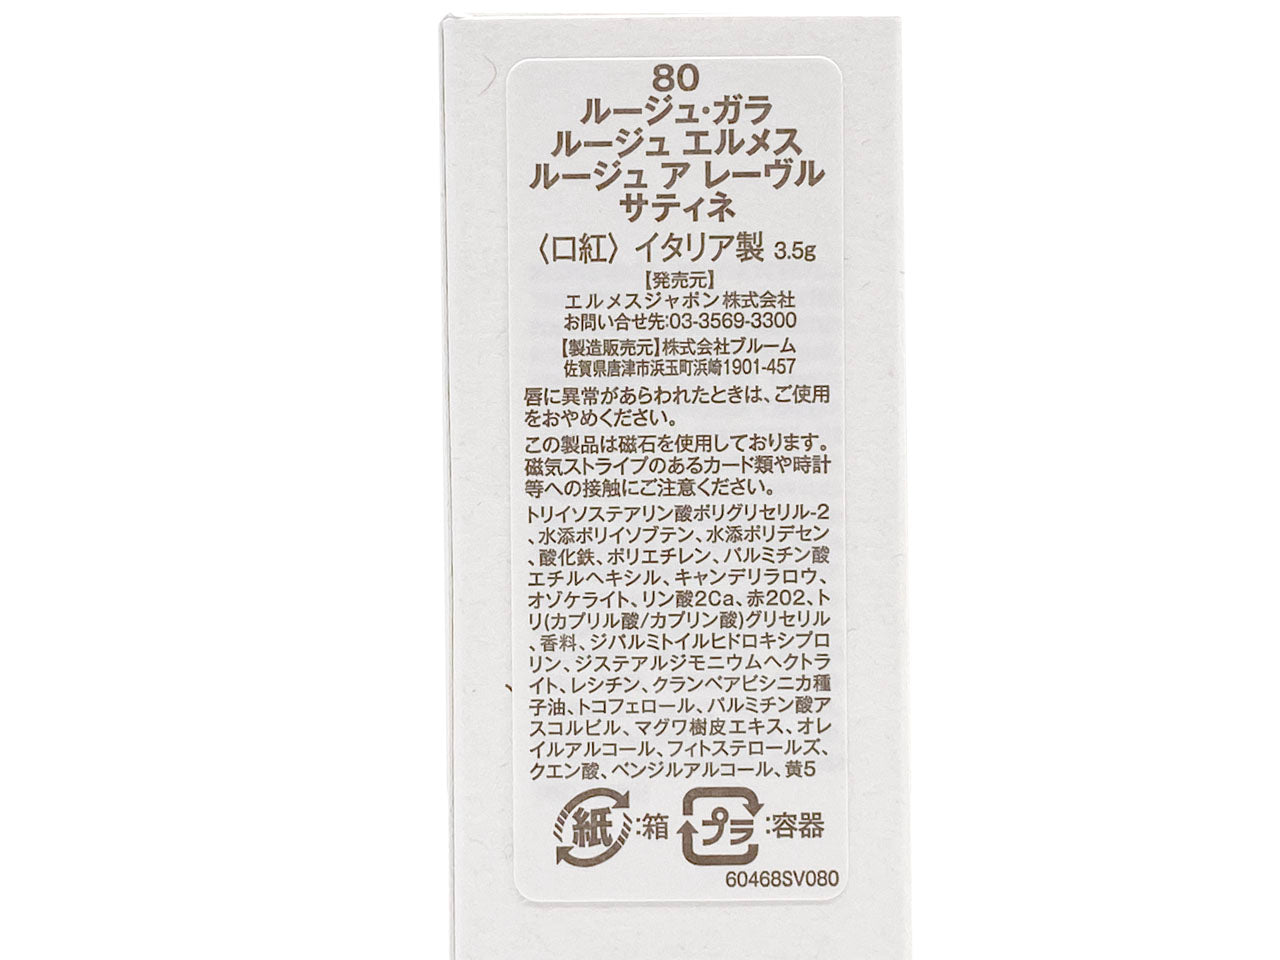 80
ルージュ・ガラ
ルージュ エルメス
ルージュ ア レーヴル
サティネ
〈口紅〉 イタリア製 3.5g
【発売元】
エルメスジャポン株式会社
お問い合せ先:03-3569-3300
【製造販売元】株式会社ブルーム
佐賀県唐津市浜玉町浜崎1901-457
唇に異常があらわれたときは、ご使用
をおやめください。
この製品は磁石を使用しております。
磁気ストライプのあるカード類や時計
等への接触にご注意ください。
トリイソステアリン酸ポリグリセリル-2
、水添ポリイソブテン、水添ポリデセン
、酸化鉄、ポリエチレン、パルミチン酸
エチルヘキシル、キャンデリラロウ、
オゾケライト、リン酸2Ca、赤202、ト
リ(カプリル酸/カプリン酸)グリセリル
、香料、ジパルミトイルヒドロキシプロ
リン、ジステアルジモニウムヘクトラ
イト、レシチン、クランベアビシニカ種
子油、トコフェロール、パルミチン酸ア
スコルビル、マグワ樹皮エキス、オレ
イルアルコール、フィトステロールズ、
クエン酸、ベンジルアルコール、黄5
紙:箱 プラ:容器
60468SV080